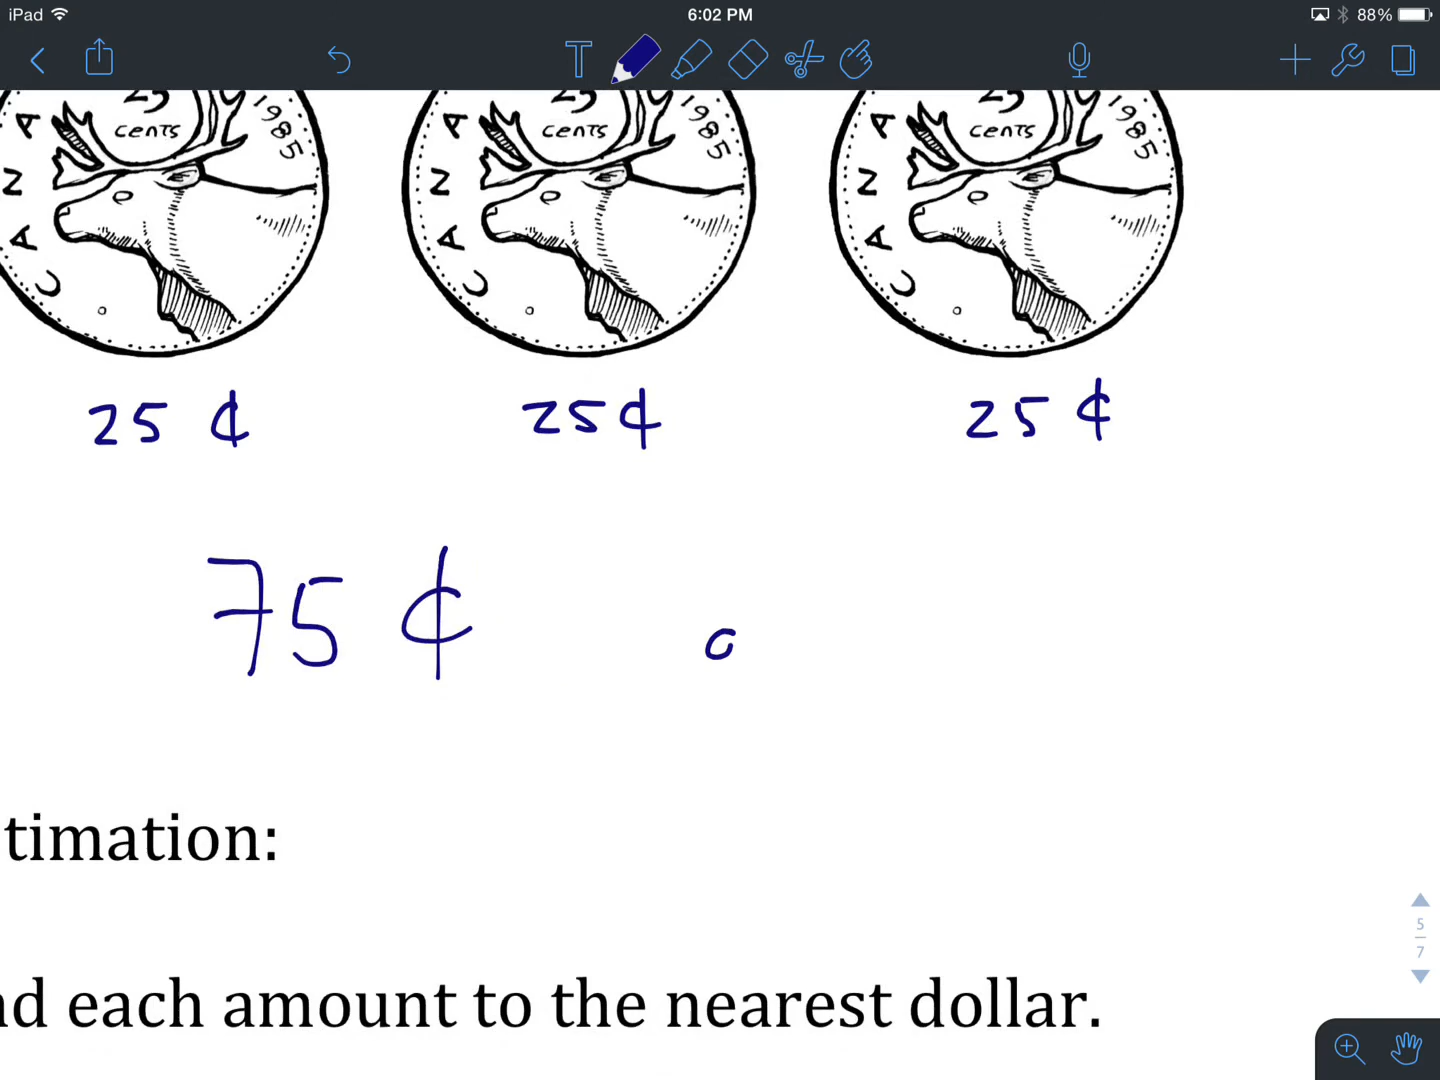 iPad 6:02 PM 88%
T
25 cents 1985 25 cents 1985 25 cents 1985
CANA CANA CANA
25 ¢ 25¢ 25 ¢
75 ¢ o
timation:
5
7
nd each amount to the nearest dollar.